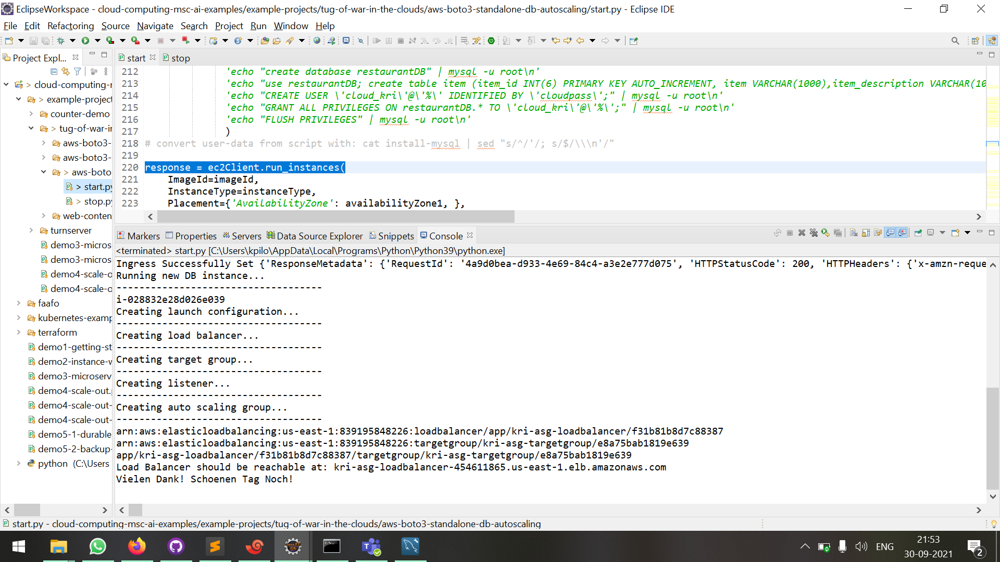 EclipseWorkspace - cloud-computing-msc-ai-examples/example-projects/tug-of-war-in-the-clouds/aws-boto3-standalone-db-autoscaling/start.py - Eclipse IDE
File Edit Refactoring Source Navigate Search Project Run Window Help
Project Expl...
cloud-computing-
> example-project
counter-demo
> tug-of-war-i
aws-boto3-
aws-boto3-
> aws-boto
> start.py
> stop.py
web-conten
turnserver
demo3-micros
demo3-micros
demo4-scale-o
demo4-scale-o
faafo
kubernetes-examp
terraform
demo1-getting-st
demo2-instance-v
demo3-microserv
demo4-scale-out.
demo4-scale-out-
demo4-scale-out-
demo5-1-durable
demo5-2-backup-
python (C:\Users
start stop
212 'echo "create database restaurantDB" | mysql -u root\n'
213 'echo "use restaurantDB; create table item (item_id INT(6) PRIMARY KEY AUTO_INCREMENT, item VARCHAR(1000),item_description VARCHAR(10
214 'echo "CREATE USER \'cloud_kri\'@\'%\' IDENTIFIED BY \'cloudpass\';" | mysql -u root\n'
215 'echo "GRANT ALL PRIVILEGES ON restaurantDB.* TO \'cloud_kri\'@\'%\';" | mysql -u root\n'
216 'echo "FLUSH PRIVILEGES" | mysql -u root\n'
217 )
218 # convert user-data from script with: cat install-mysql | sed "s/^/'/; s/$/\\\n'/"
219
220 response = ec2Client.run_instances(
221 ImageId=imageId,
222 InstanceType=instanceType,
223 Placement={'AvailabilityZone': availabilityZone1, },
Markers Properties Servers Data Source Explorer Snippets Console
<terminated> start.py [C:\Users\kpilo\AppData\Local\Programs\Python\Python39\python.exe]
Ingress Successfully Set {'ResponseMetadata': {'RequestId': '4a9d0bea-d933-4e69-84c4-a3e2e777d075', 'HTTPStatusCode': 200, 'HTTPHeaders': {'x-amzn-reque
Running new DB instance...
------------------------------------
i-028832e28d026e039
Creating launch configuration...
------------------------------------
Creating load balancer...
------------------------------------
Creating target group...
------------------------------------
Creating listener...
------------------------------------
Creating auto scaling group...
------------------------------------
arn:aws:elasticloadbalancing:us-east-1:839195848226:loadbalancer/app/kri-asg-loadbalancer/f31b81b8d7c88387
arn:aws:elasticloadbalancing:us-east-1:839195848226:targetgroup/kri-asg-targetgroup/e8a75bab1819e639
app/kri-asg-loadbalancer/f31b81b8d7c88387/targetgroup/kri-asg-targetgroup/e8a75bab1819e639
Load Balancer should be reachable at: kri-asg-loadbalancer-454611865.us-east-1.elb.amazonaws.com
Vielen Dank! Schoenen Tag Noch!
start.py - cloud-computing-msc-ai-examples/example-projects/tug-of-war-in-the-clouds/aws-boto3-standalone-db-autoscaling
ENG
21:53
30-09-2021
2